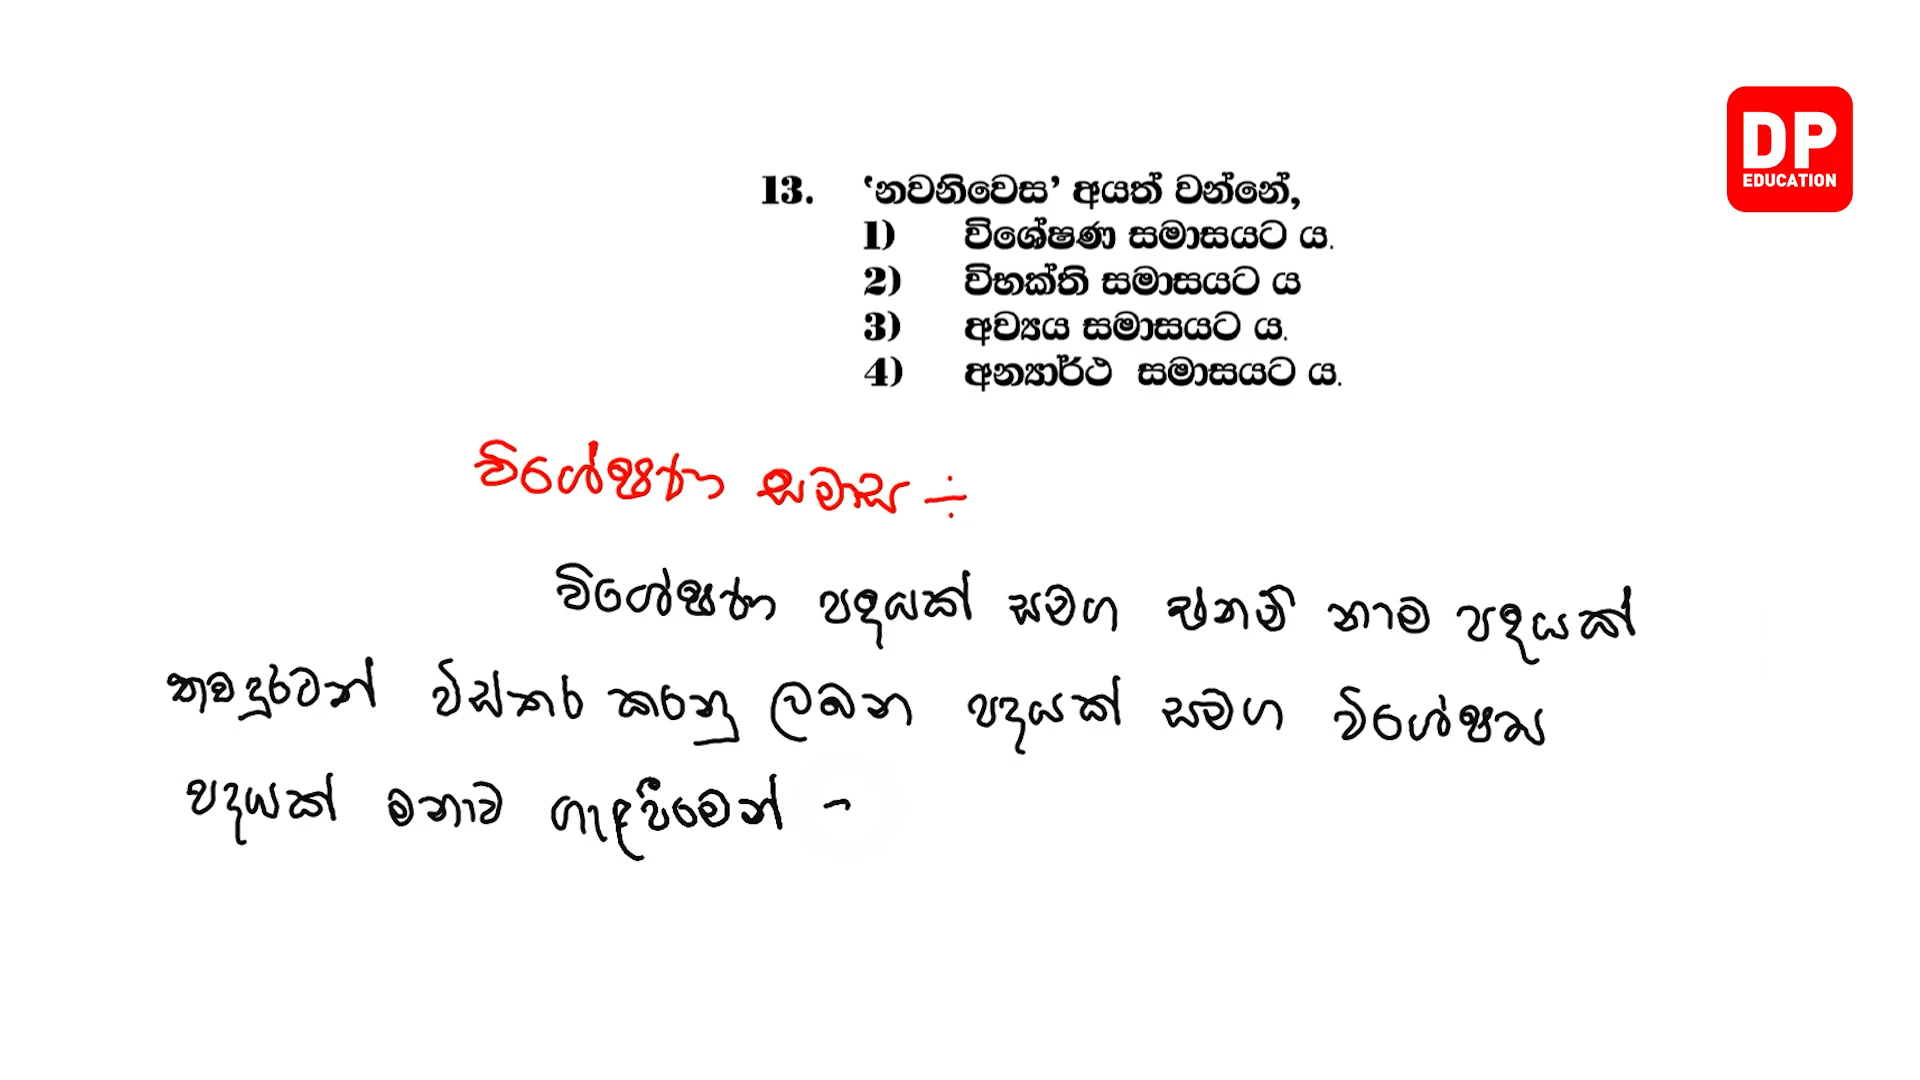 DP
EDUCATION
13. ‘නවනිවෙස’ අයත් වන්නේ,
1) විශේෂණ සමාසයට ය.
2) විභක්ති සමාසයට ය
3) අව්‍යය සමාසයට ය.
4) අන්‍යාර්ථ සමාසයට ය.
විශේෂණ සමාස ÷
විශේෂණ පදයක් සමග නාම පදයක්
තවදුරටත් විස්තර කරනු ලබන පදයක් සමග විශේෂ්‍ය
පදයක් මනාව ගැළපීමෙන් -